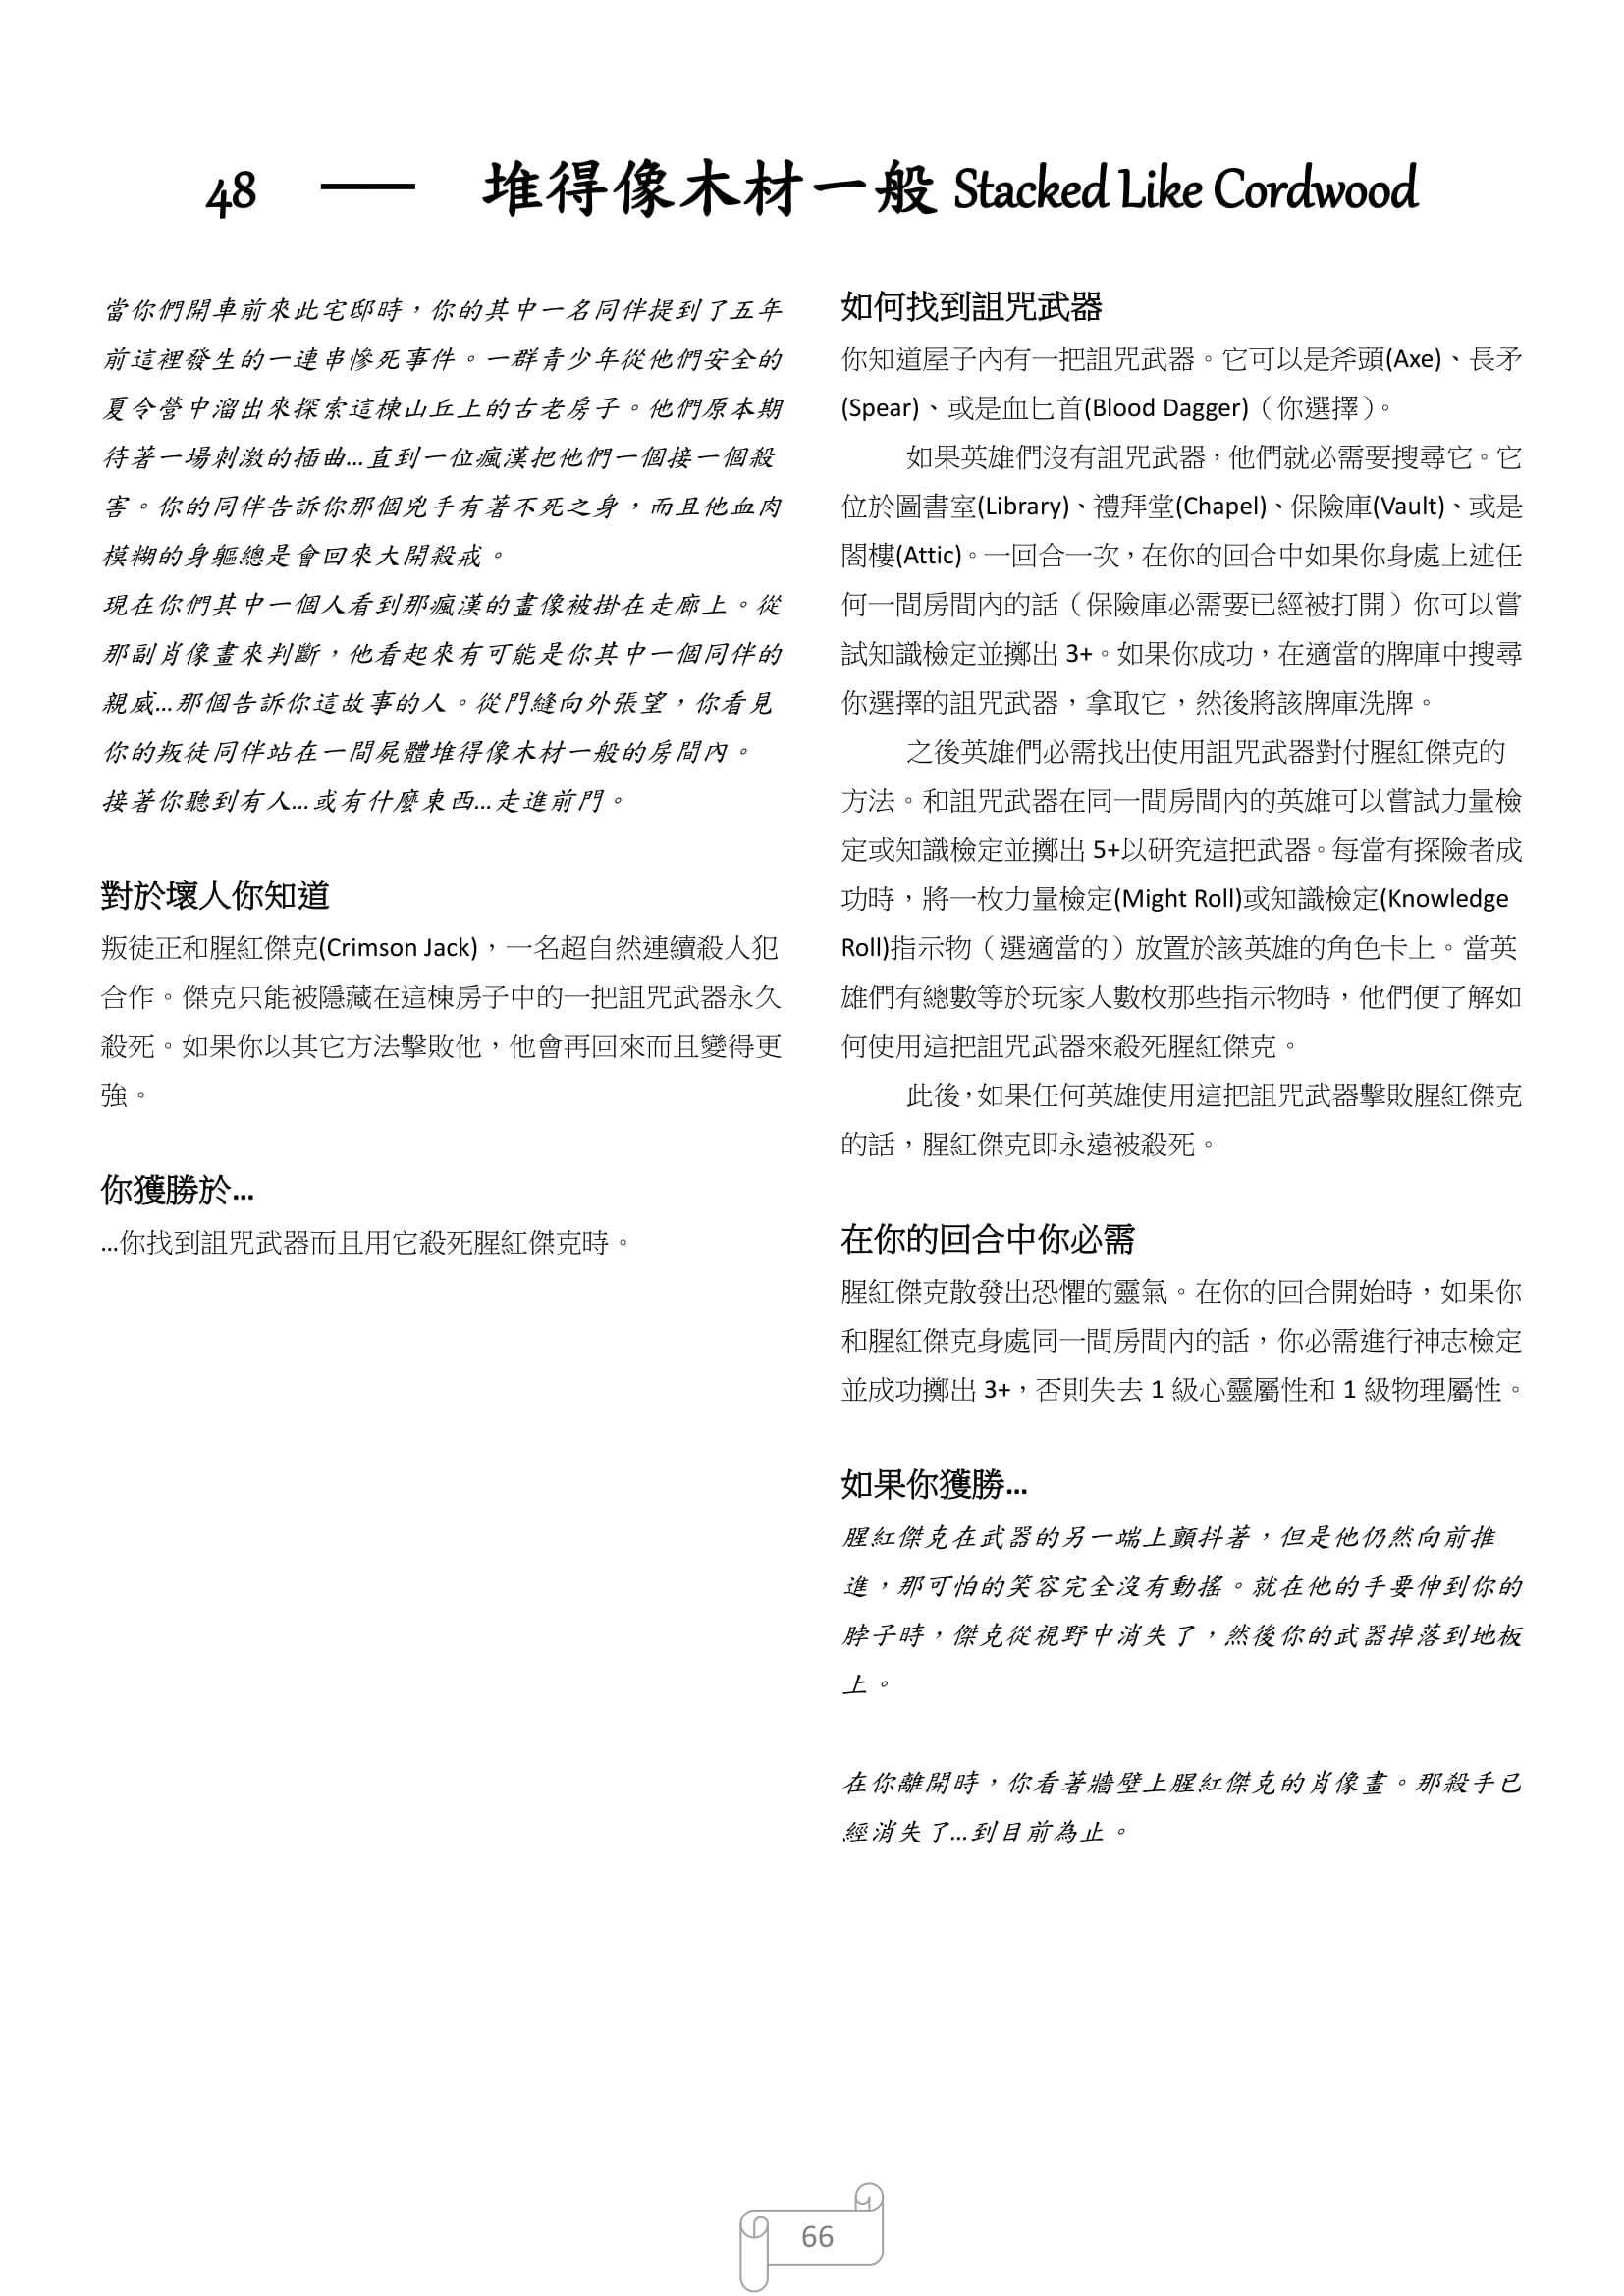 48 — 堆得像木材一般 Stacked Like Cordwood
當你們開車前來此宅邸時，你的其中一名同伴提到了五年
前這裡發生的一連串慘死事件。一群青少年從他們安全的
夏令營中溜出來探索這棟山丘上的古老房子。他們原本期
待著一場刺激的插曲...直到一位瘋漢把他們一個接一個殺
害。你的同伴告訴你那個兇手有著不死之身，而且他血肉
模糊的身軀總是會回來大開殺戒。
現在你們其中一個人看到那瘋漢的畫像被掛在走廊上。從
那副肖像畫來判斷，他看起來有可能是你其中一個同伴的
親戚...那個告訴你這故事的人。從門縫向外張望，你看見
你的叛徒同伴站在一間屍體堆得像木材一般的房間內。
接著你聽到有人...或有什麼東西...走進前門。
對於壞人你知道
叛徒正和腥紅傑克(Crimson Jack)，一名超自然連續殺人犯
合作。傑克只能被隱藏在這棟房子中的一把詛咒武器永久
殺死。如果你以其它方法擊敗他，他會再回來而且變得更
強。
你獲勝於...
...你找到詛咒武器而且用它殺死腥紅傑克時。
如何找到詛咒武器
你知道屋子內有一把詛咒武器。它可以是斧頭(Axe)、長矛
(Spear)、或是血匕首(Blood Dagger)（你選擇）。
如果英雄們沒有詛咒武器，他們就必需要搜尋它。它
位於圖書室(Library)、禮拜堂(Chapel)、保險庫(Vault)、或是
閣樓(Attic)。一回合一次，在你的回合中如果你身處上述任
何一間房間內的話（保險庫必需要已經被打開）你可以嘗
試知識檢定並擲出 3+。如果你成功，在適當的牌庫中搜尋
你選擇的詛咒武器，拿取它，然後將該牌庫洗牌。
之後英雄們必需找出使用詛咒武器對付腥紅傑克的
方法。和詛咒武器在同一間房間內的英雄可以嘗試力量檢
定或知識檢定並擲出 5+以研究這把武器。每當有探險者成
功時，將一枚力量檢定(Might Roll)或知識檢定(Knowledge
Roll)指示物（選適當的）放置於該英雄的角色卡上。當英
雄們有總數等於玩家人數枚那些指示物時，他們便了解如
何使用這把詛咒武器來殺死腥紅傑克。
此後，如果任何英雄使用這把詛咒武器擊敗腥紅傑克
的話，腥紅傑克即永遠被殺死。
在你的回合中你必需
腥紅傑克散發出恐懼的靈氣。在你的回合開始時，如果你
和腥紅傑克身處同一間房間內的話，你必需進行神志檢定
並成功擲出 3+，否則失去 1 級心靈屬性和 1 級物理屬性。
如果你獲勝...
腥紅傑克在武器的另一端上顫抖著，但是他仍然向前推
進，那可怕的笑容完全沒有動搖。就在他的手要伸到你的
脖子時，傑克從視野中消失了，然後你的武器掉落到地板
上。
在你離開時，你看著牆壁上腥紅傑克的肖像畫。那殺手已
經消失了...到目前為止。
66